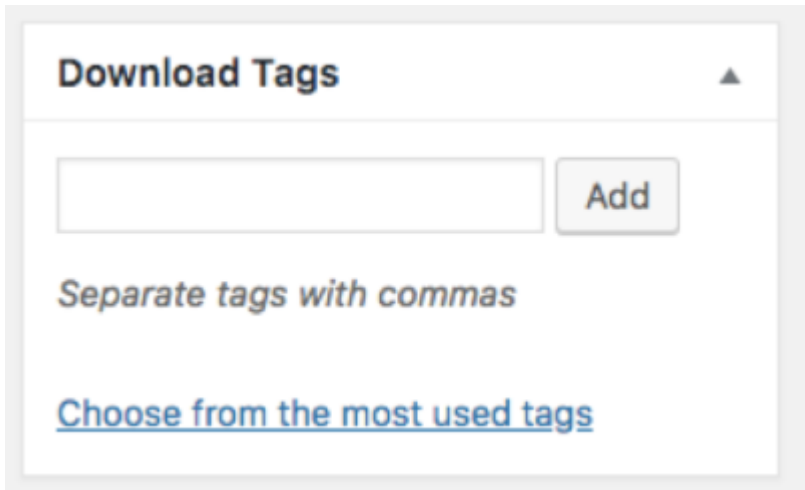 Download Tags
Add
Separate tags with commas
Choose from the most used tags